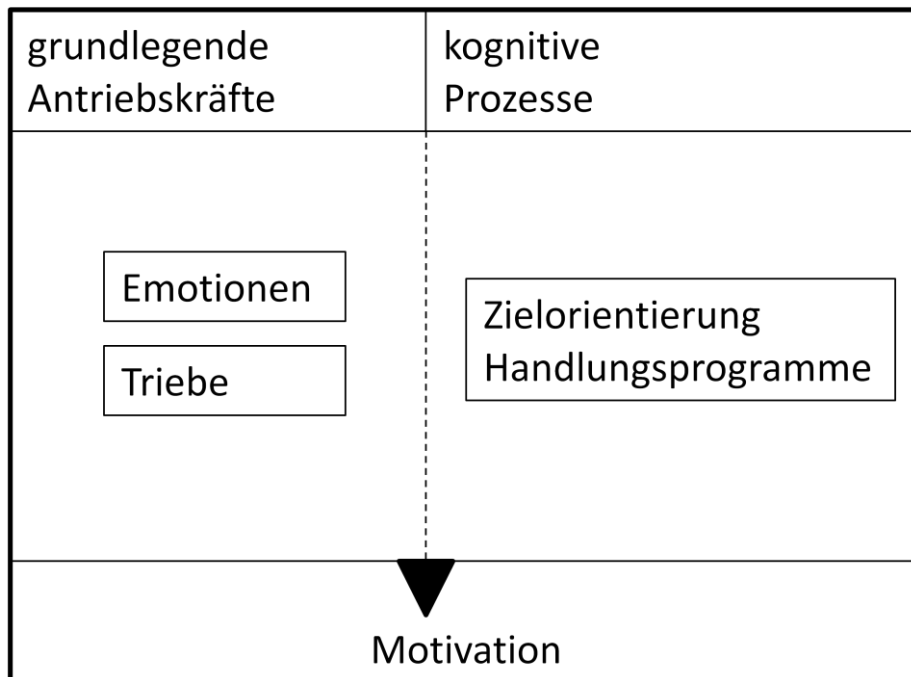 grundlegende
Antriebskräfte
kognitive
Prozesse
Emotionen
Triebe
Zielorientierung
Handlungsprogramme
Motivation